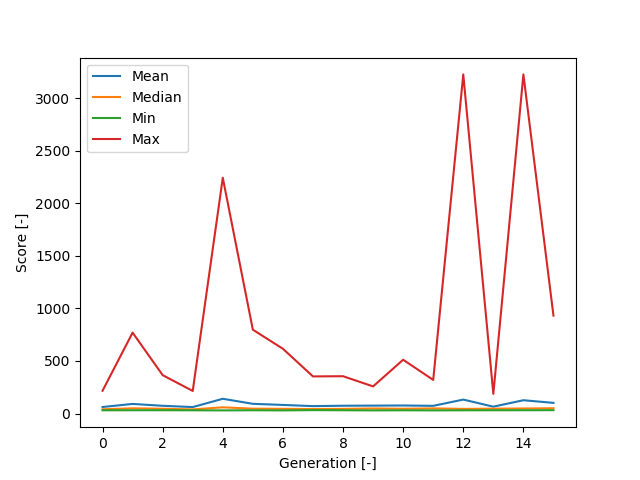 Mean
Median
Min
Max
3000
2500
2000
1500
1000
500
0
Score [-]
0 2 4 6 8 10 12 14
Generation [-]